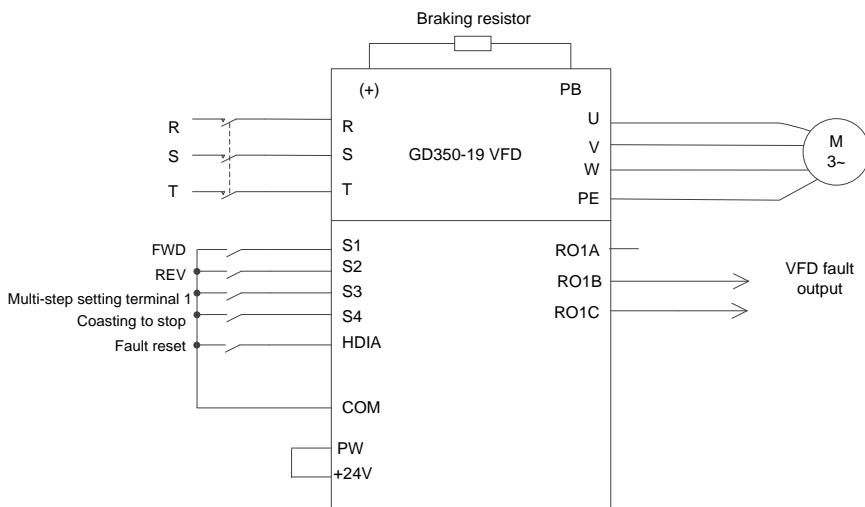 Braking resistor
(+)
PB
R
S
T
R
S
T
GD350-19 VFD
U
V
W
PE
M
3~
FWD
REV
Multi-step setting terminal 1
Coasting to stop
Fault reset
S1
S2
S3
S4
HDIA
COM
PW
+24V
RO1A
RO1B
RO1C
VFD fault
output